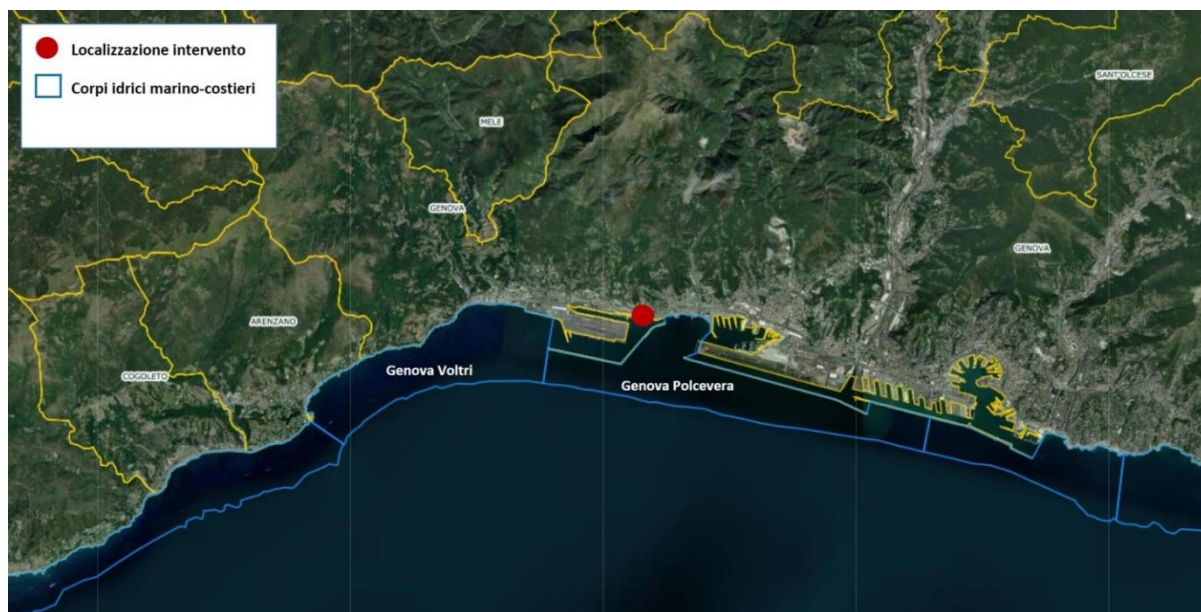 Localizzazione intervento
Corpi idrici marino-costieri
SANT'OLCESE
MELE
GENOVA
GENOVA
ARENZANO
COGOLETO
Genova Voltri
Genova Polcevera